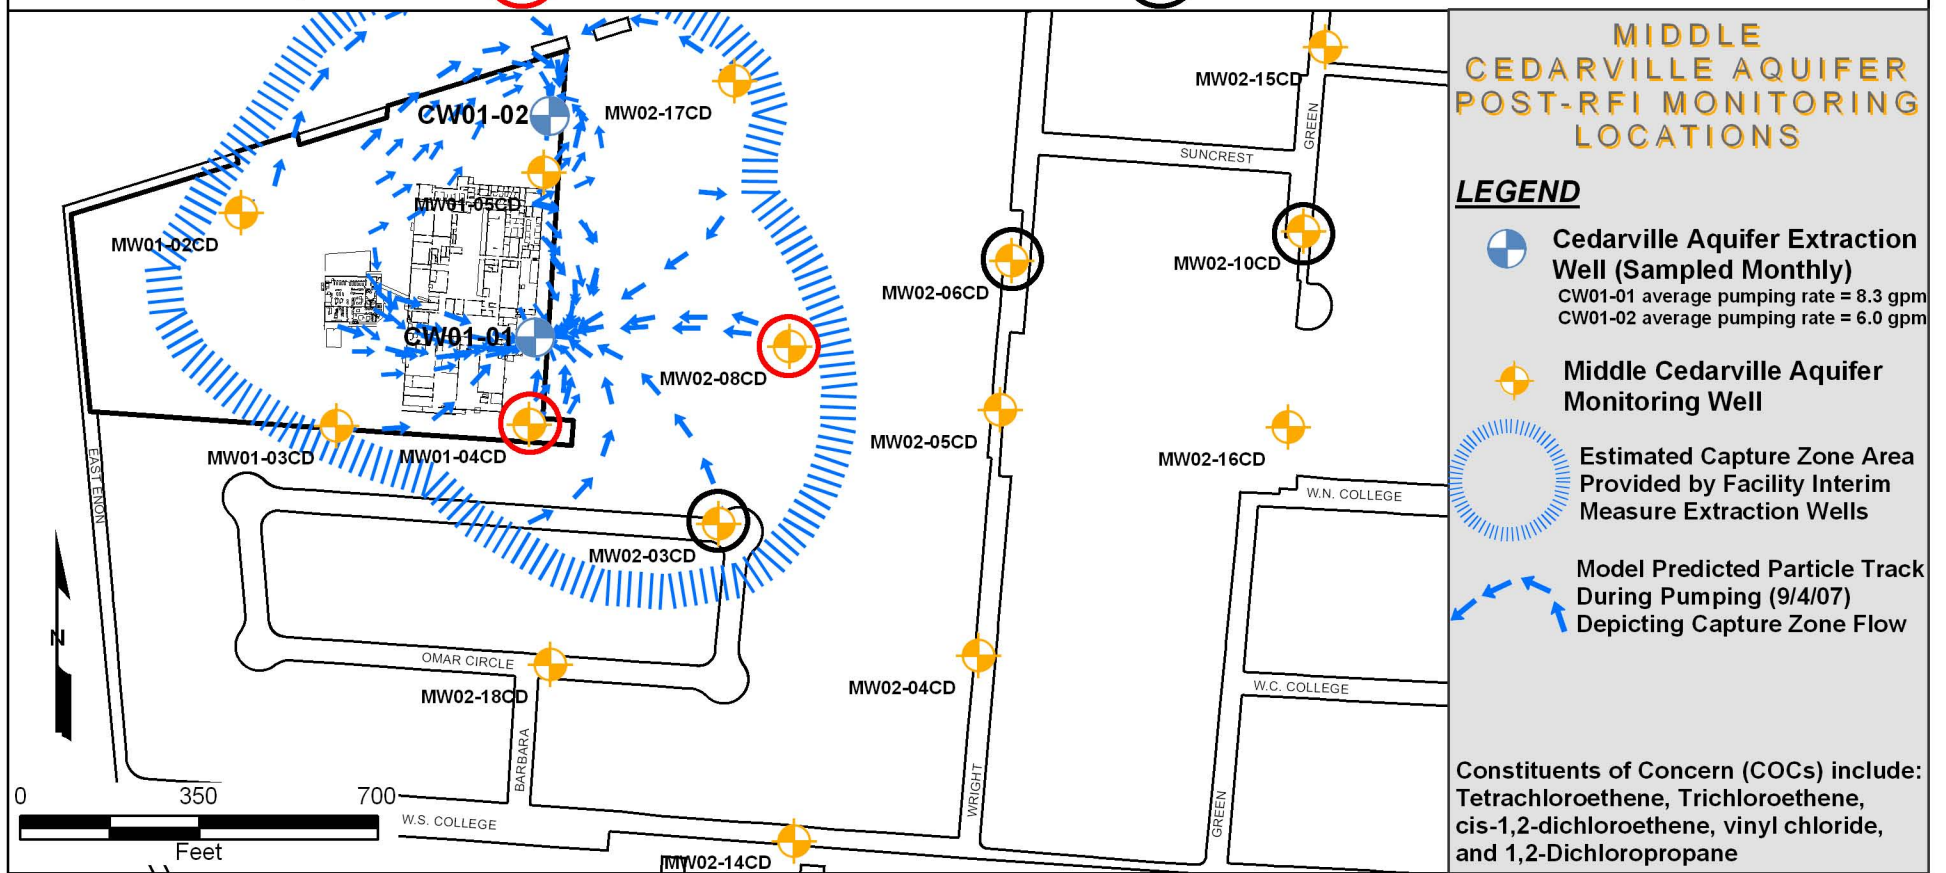 MIDDLE
CEDARVILLE AQUIFER
POST-RFI MONITORING
LOCATIONS
LEGEND
Cedarville Aquifer Extraction
Well (Sampled Monthly)
CW01-01 average pumping rate = 8.3 gpm
CW01-02 average pumping rate = 6.0 gpm
Middle Cedarville Aquifer
Monitoring Well
Estimated Capture Zone Area
Provided by Facility Interim
Measure Extraction Wells
Model Predicted Particle Track
During Pumping (9/4/07)
Depicting Capture Zone Flow
Constituents of Concern (COCs) include:
Tetrachloroethene, Trichloroethene,
cis-1,2-dichloroethene, vinyl chloride,
and 1,2-Dichloropropane
MW02-15CD
CW01-02
MW02-17CD
GREEN
SUNCREST
MW01-05CD
MW01-02CD
MW02-10CD
MW02-06CD
CW01-01
MW02-08CD
MW02-05CD
MW01-03CD
MW01-04CD
MW02-16CD
EAST ENON
W.N. COLLEGE
MW02-03CD
N
OMAR CIRCLE
MW02-18CD
MW02-04CD
W.C. COLLEGE
BARBARA
WRIGHT
GREEN
0 350 700
Feet
W.S. COLLEGE
MW02-14CD